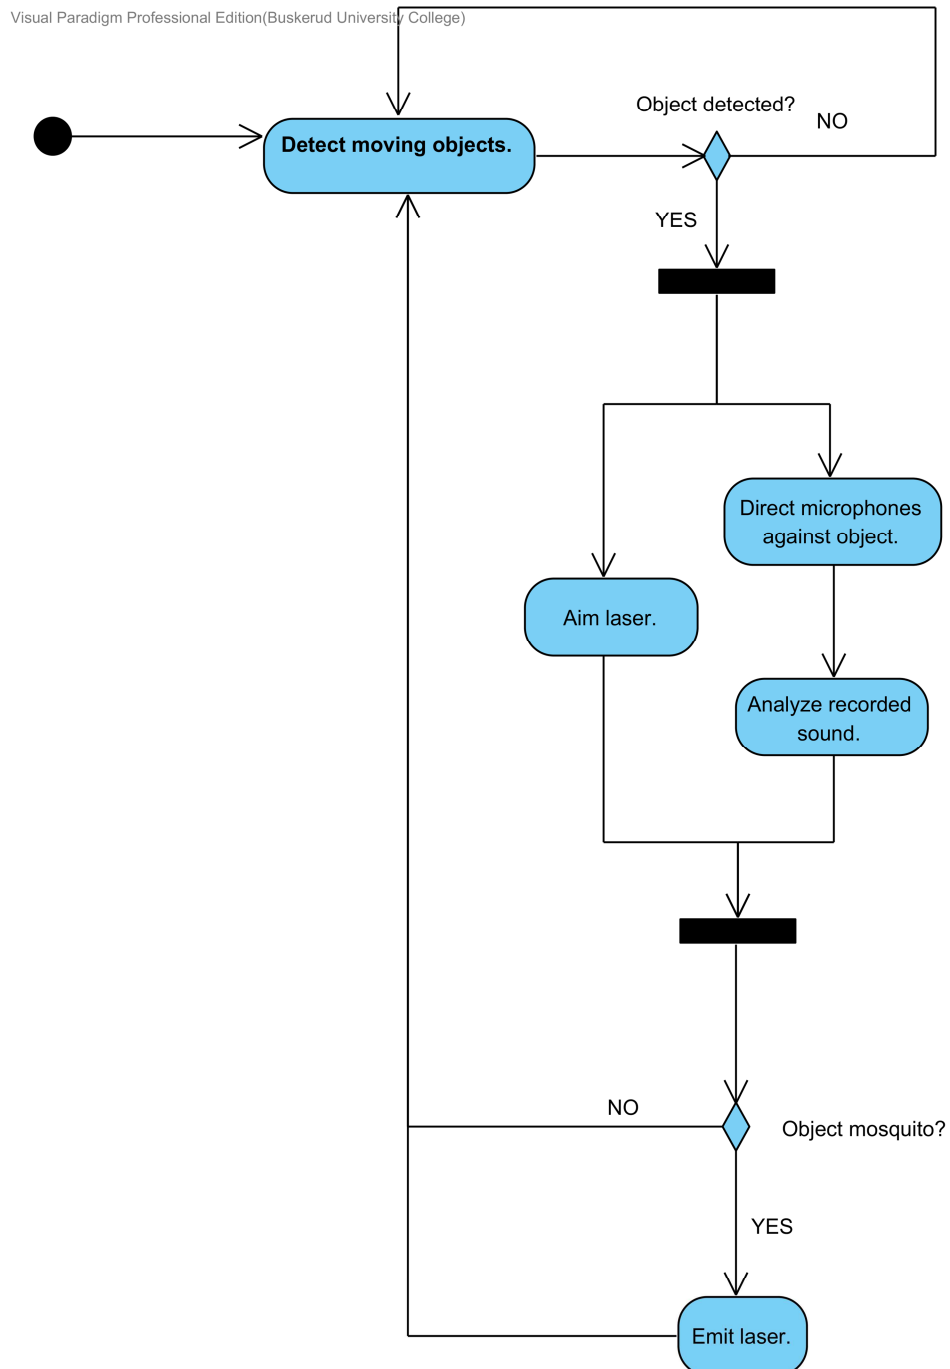 Visual Paradigm Professional Edition(Buskerud University College)
Object detected?
NO
Detect moving objects.
YES
Direct microphones
against object.
Aim laser.
Analyze recorded
sound.
NO
Object mosquito?
YES
Emit laser.